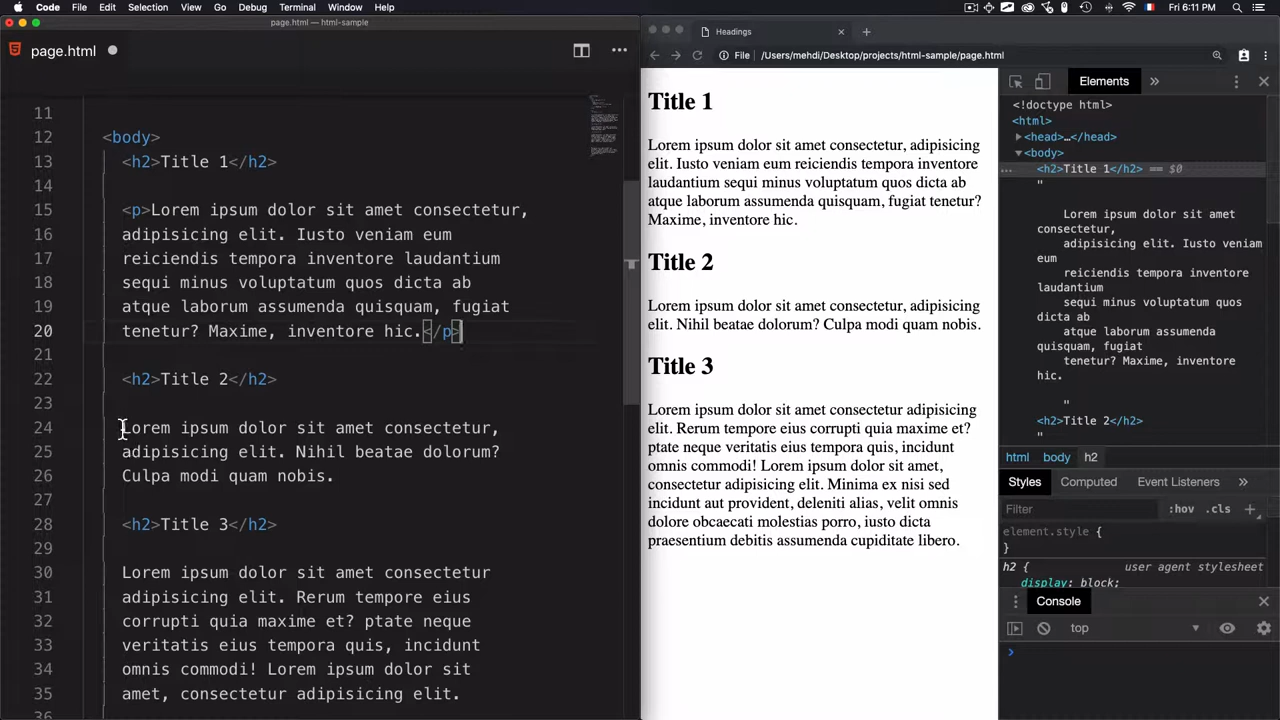 Code File Edit Selection View Go Debug Terminal Window Help Fri 6:11 PM
page.html — html-sample
page.html
11
12 <body>
13 <h2>Title 1</h2>
14
15 <p>Lorem ipsum dolor sit amet consectetur,
16 adipisicing elit. Iusto veniam eum
17 reiciendis tempora inventore laudantium
18 sequi minus voluptatum quos dicta ab
19 atque laborum assumenda quisquam, fugiat
20 tenetur? Maxime, inventore hic.</p>
21
22 <h2>Title 2</h2>
23
24 Lorem ipsum dolor sit amet consectetur,
25 adipisicing elit. Nihil beatae dolorum?
26 Culpa modi quam nobis.
27
28 <h2>Title 3</h2>
29
30 Lorem ipsum dolor sit amet consectetur
31 adipisicing elit. Rerum tempore eius
32 corrupti quia maxime et? ptate neque
33 veritatis eius tempora quis, incidunt
34 omnis commodi! Lorem ipsum dolor sit
35 amet, consectetur adipisicing elit.
36
Headings
File /Users/mehdi/Desktop/projects/html-sample/page.html
Title 1
Lorem ipsum dolor sit amet consectetur, adipisicing
elit. Iusto veniam eum reiciendis tempora inventore
laudantium sequi minus voluptatum quos dicta ab
atque laborum assumenda quisquam, fugiat tenetur?
Maxime, inventore hic.
Title 2
Lorem ipsum dolor sit amet consectetur, adipisicing
elit. Nihil beatae dolorum? Culpa modi quam nobis.
Title 3
Lorem ipsum dolor sit amet consectetur adipisicing
elit. Rerum tempore eius corrupti quia maxime et?
ptate neque veritatis eius tempora quis, incidunt
omnis commodi! Lorem ipsum dolor sit amet,
consectetur adipisicing elit. Minima ex nisi sed
incidunt aut provident, deleniti alias, velit omnis
dolore obcaecati molestias porro, iusto dicta
praesentium debitis assumenda cupiditate libero.
Elements
<!doctype html>
<html>
<head>…</head>
<body>
<h2>Title 1</h2> == $0
"
Lorem ipsum dolor sit amet
consectetur,
adipisicing elit. Iusto veniam
eum
reiciendis tempora inventore
laudantium
sequi minus voluptatum quos
dicta ab
atque laborum assumenda
quisquam, fugiat
tenetur? Maxime, inventore
hic.
"
<h2>Title 2</h2>
"
html body h2
Styles Computed Event Listeners
Filter :hov .cls
element.style {
}
h2 { user agent stylesheet
display: block;
Console
top